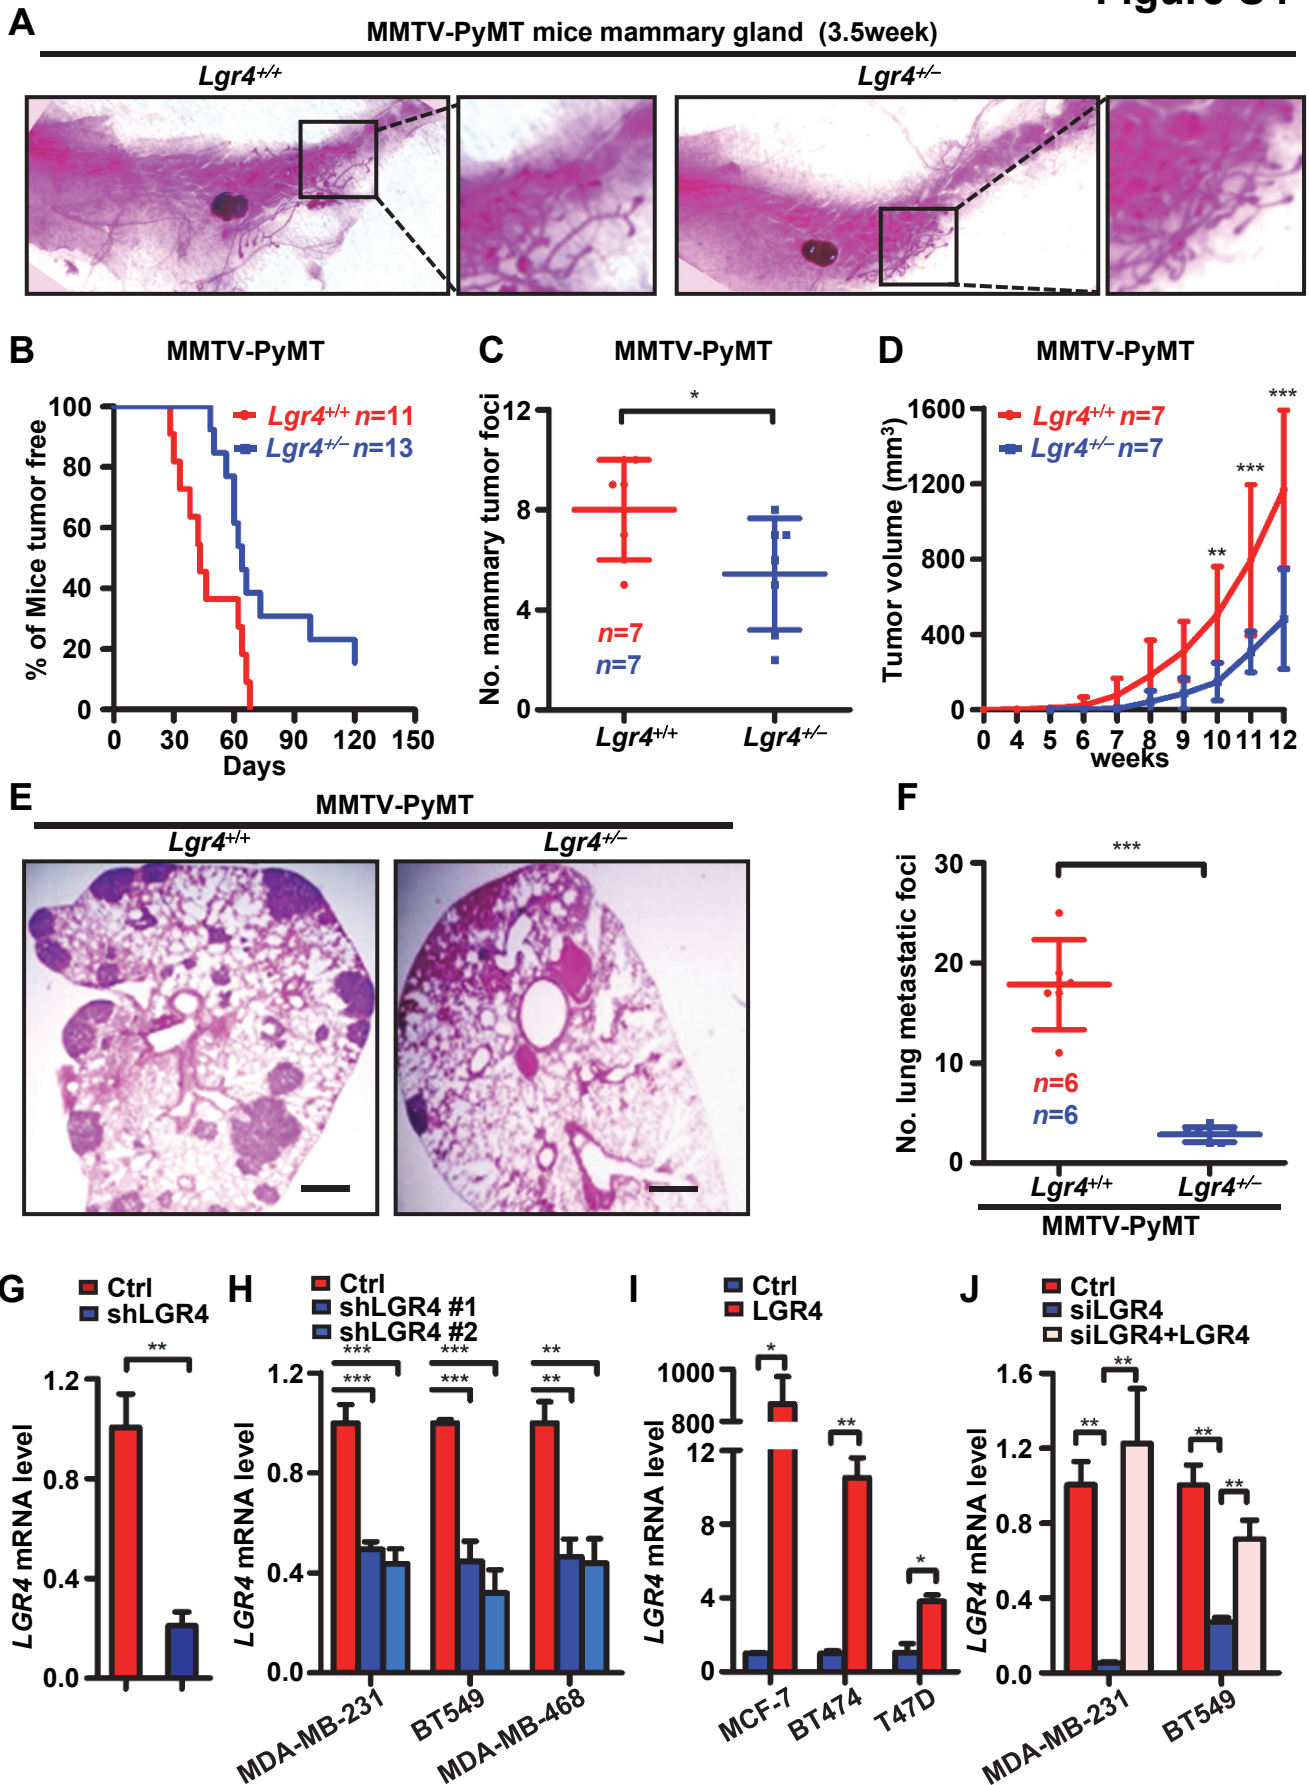 A
MMTV-PyMT mice mammary gland (3.5week)
Lgr4+/+
Lgr4+/–
B
MMTV-PyMT
% of Mice tumor free
100
80
60
40
20
0
Lgr4+/+ n=11
Lgr4+/– n=13
0 30 60 90 120 150
Days
C
MMTV-PyMT
No. mammary tumor foci
12
8
4
0
*
n=7
n=7
Lgr4+/+ Lgr4+/–
D
MMTV-PyMT
Tumor volume (mm3)
1600
1200
800
400
0
Lgr4+/+ n=7
Lgr4+/– n=7
**
***
***
0 4 5 6 7 8 9 10 11 12
weeks
E
MMTV-PyMT
Lgr4+/+
Lgr4+/–
F
No. lung metastatic foci
30
20
10
0
***
n=6
n=6
Lgr4+/+ Lgr4+/–
MMTV-PyMT
G
Ctrl
shLGR4
**
LGR4 mRNA level
1.2
0.8
0.4
0.0
H
Ctrl
shLGR4 #1
shLGR4 #2
*** *** **
*** *** **
LGR4 mRNA level
1.2
0.8
0.4
0.0
MDA-MB-231
BT549
MDA-MB-468
I
Ctrl
LGR4
*
**
*
LGR4 mRNA level
1000
800
12
8
4
0
MCF-7
BT474
T47D
J
Ctrl
siLGR4
siLGR4+LGR4
** **
** **
LGR4 mRNA level
1.6
1.2
0.8
0.4
0.0
MDA-MB-231
BT549